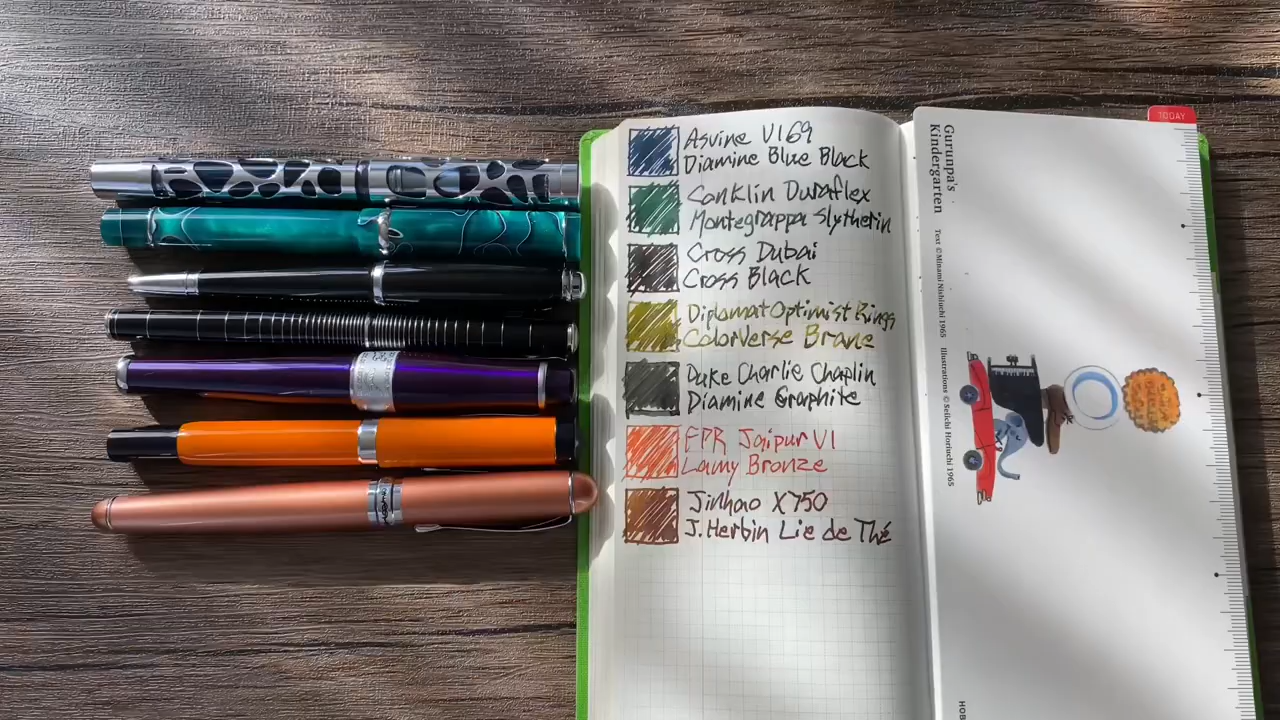 Asvine V169
Diamine Blue Black
Conklin Duraflex
Montegrappa Slytherin
Cross Dubai
Cross Black
Diplomat Optimist Rings
ColorVerse Brane
Duke Charlie Chaplin
Diamine Graphite
FPR Jaipur V1
Lamy Bronze
Jinhao X750
J. Herbin Lie de Thé
TODAY
Gurunpa's
Kindergarten
Text ©Minami Nishiuchi 1965 Illustrations © Seiichi Horiuchi 1965